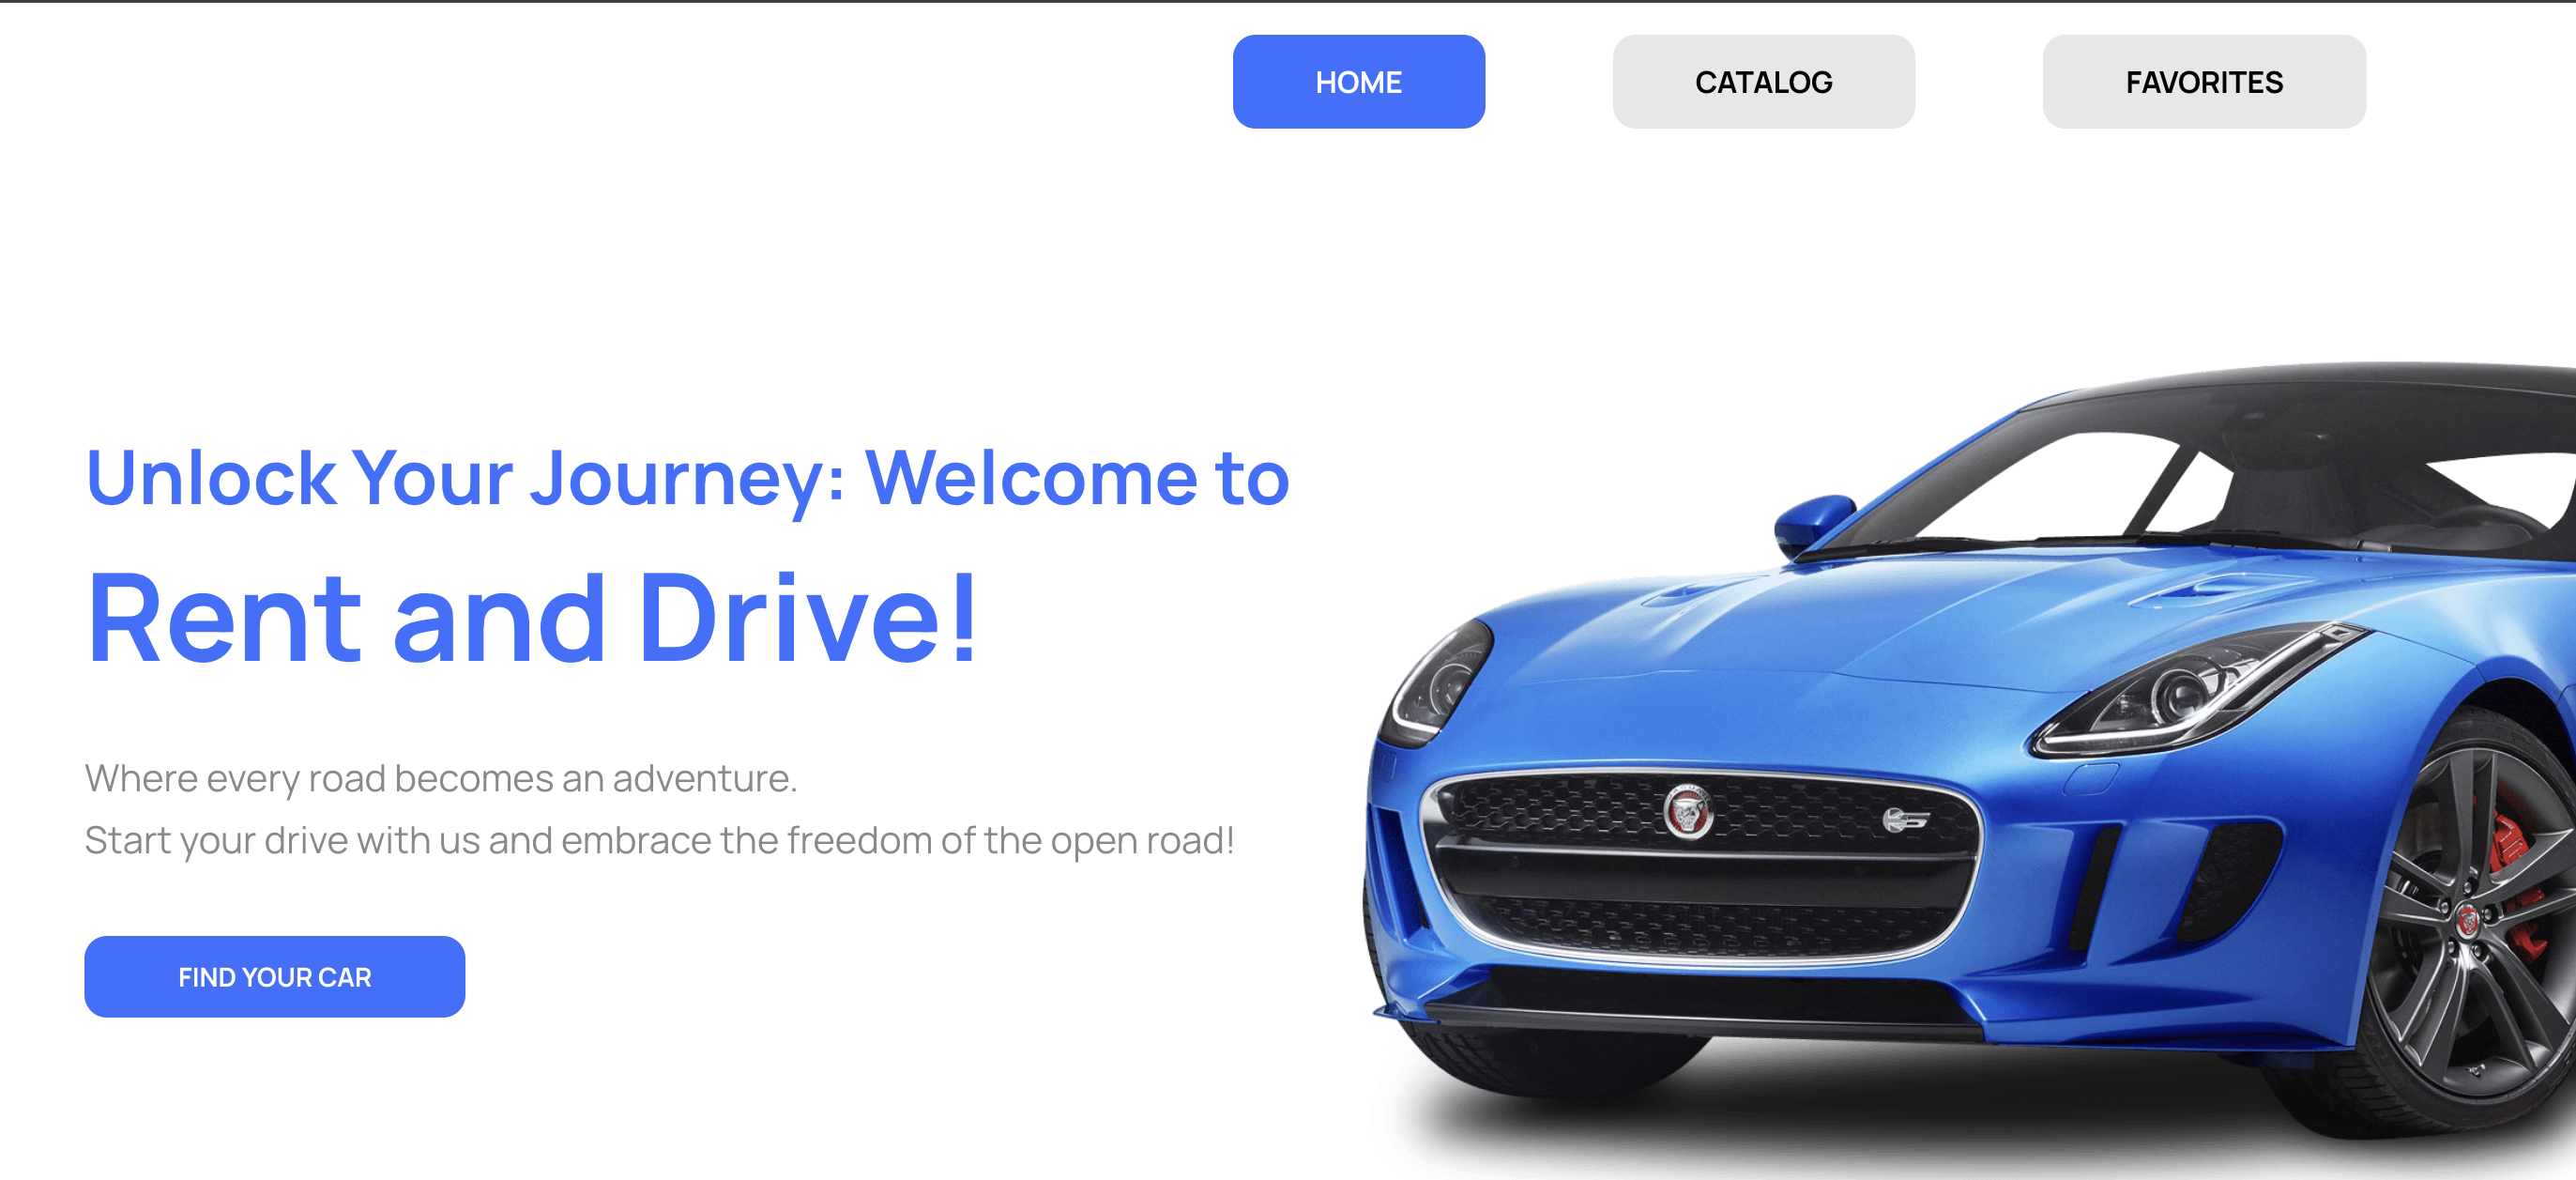 HOME
CATALOG
FAVORITES
Unlock Your Journey: Welcome to
Rent and Drive!
Where every road becomes an adventure.
Start your drive with us and embrace the freedom of the open road!
FIND YOUR CAR